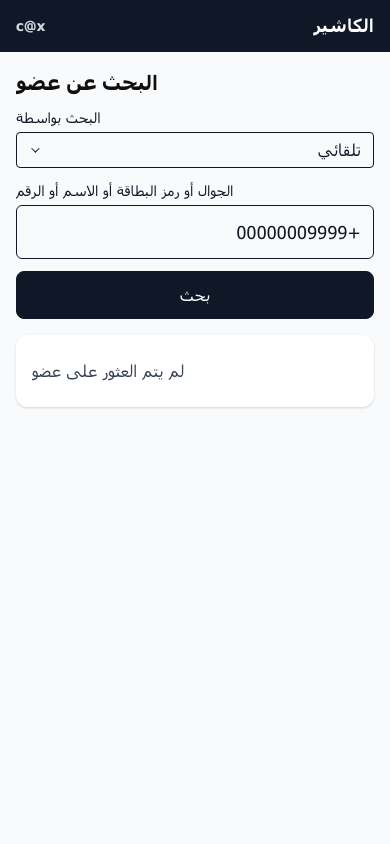 الكاشير
c@x
البحث عن عضو
البحث بواسطة
تلقائي
الجوال أو رمز البطاقة أو الاسم أو الرقم
+00000009999
بحث
لم يتم العثور على عضو